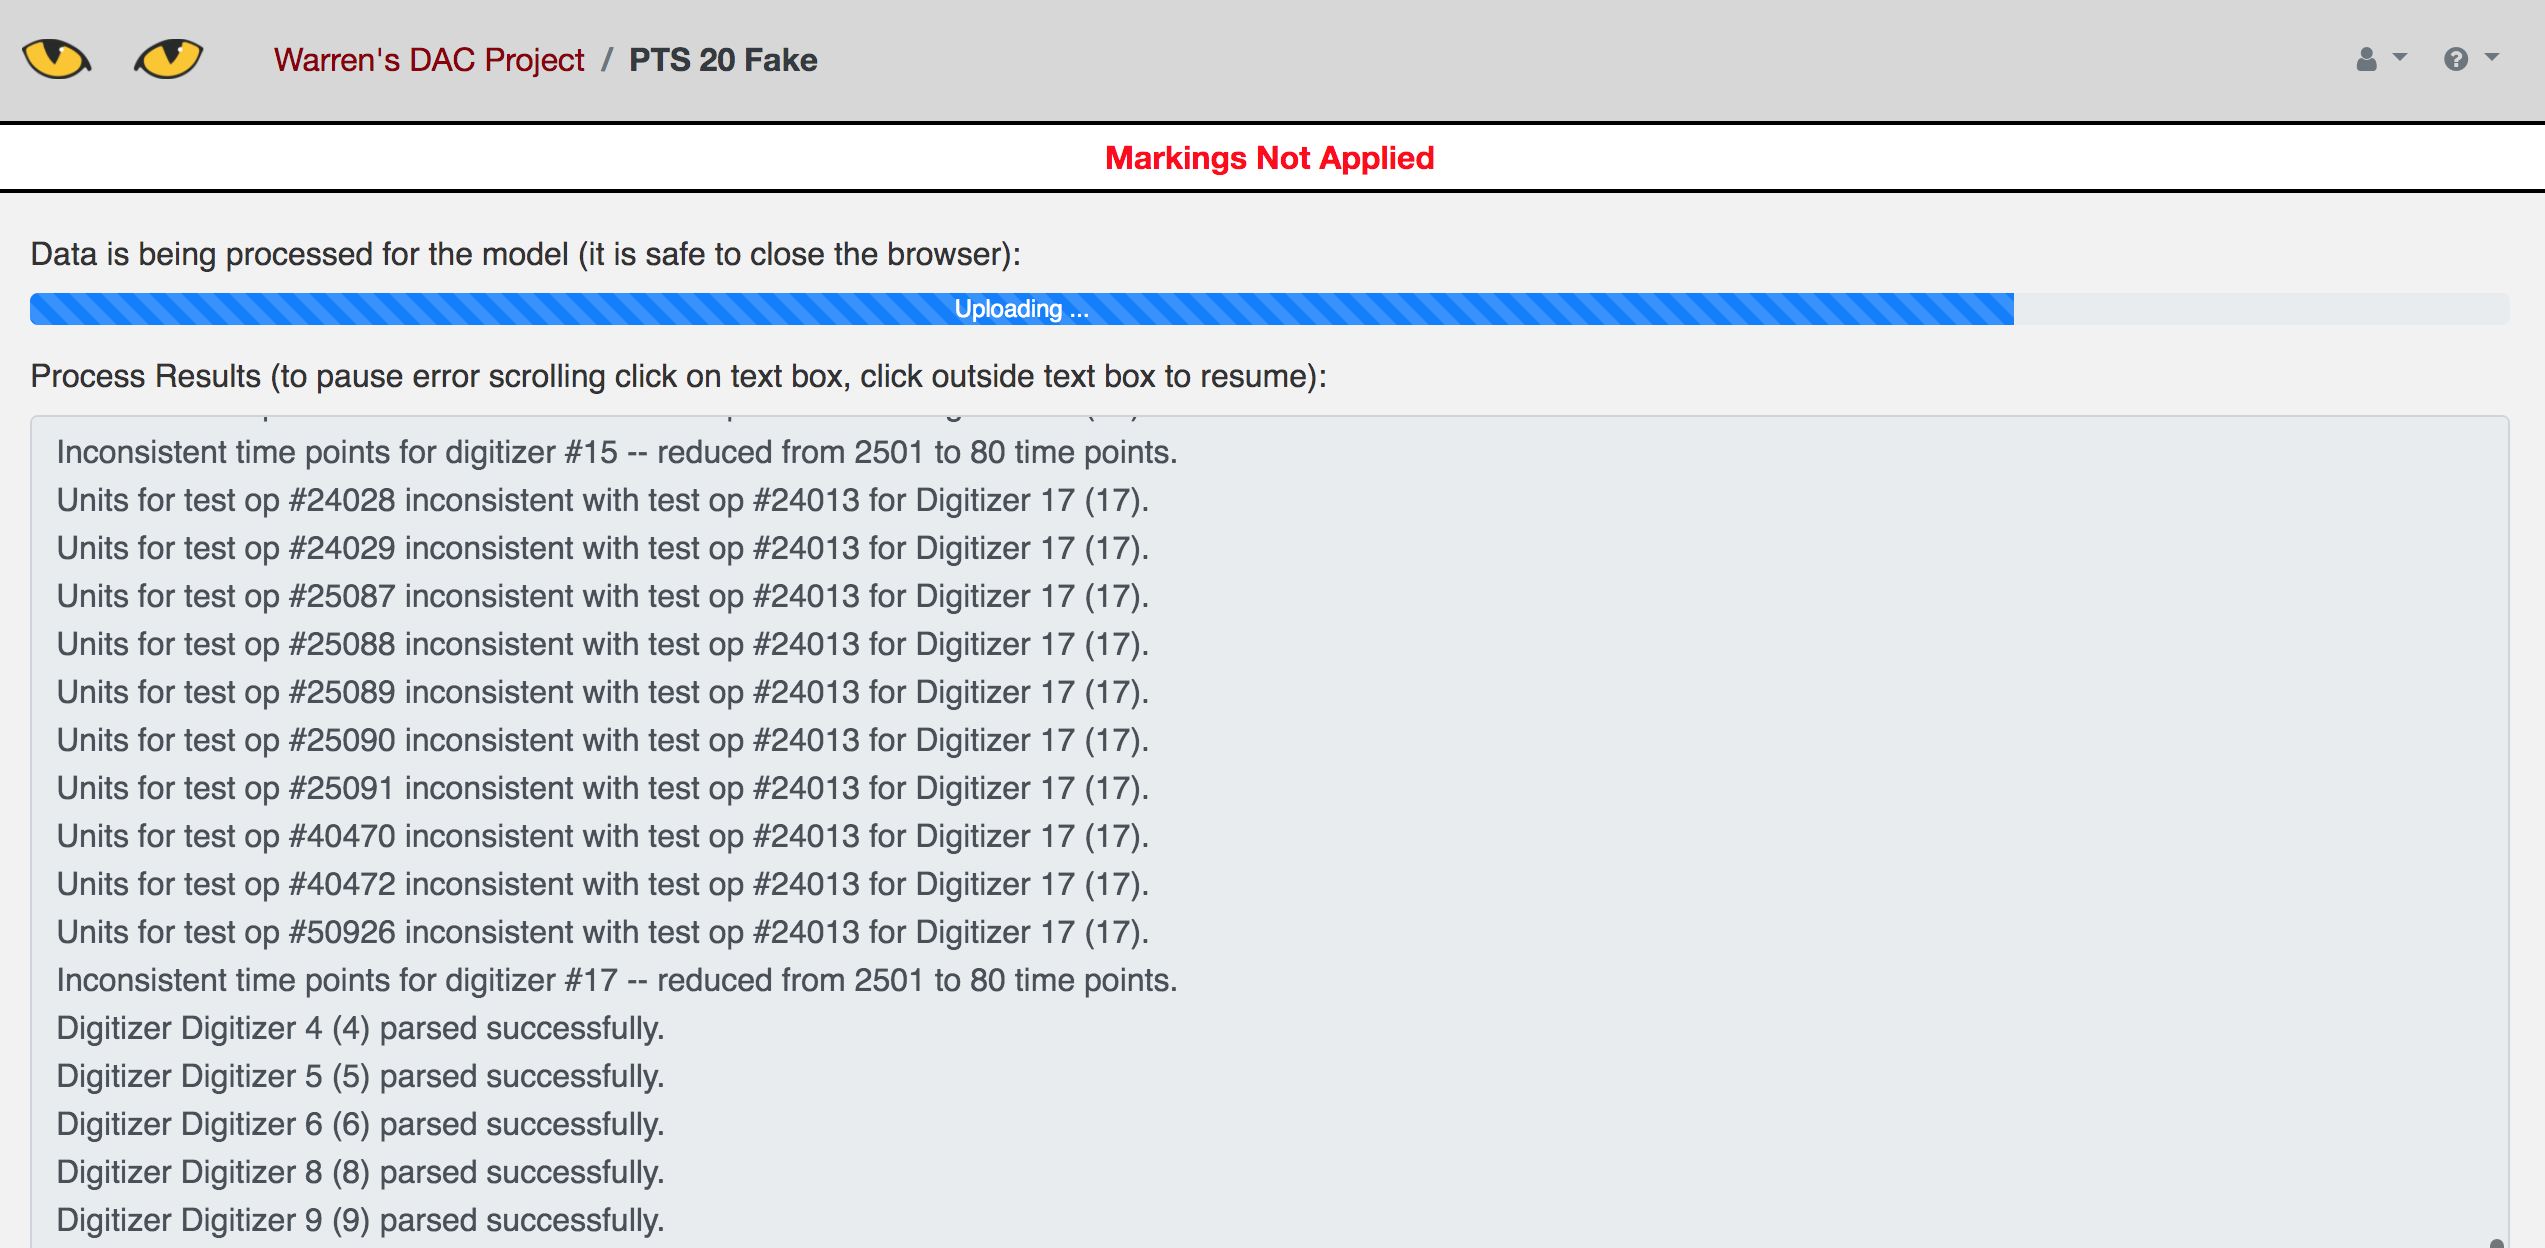 Warren's DAC Project / PTS 20 Fake
Markings Not Applied
Data is being processed for the model (it is safe to close the browser):
Uploading ...
Process Results (to pause error scrolling click on text box, click outside text box to resume):
Inconsistent time points for digitizer #15 -- reduced from 2501 to 80 time points.
Units for test op #24028 inconsistent with test op #24013 for Digitizer 17 (17).
Units for test op #24029 inconsistent with test op #24013 for Digitizer 17 (17).
Units for test op #25087 inconsistent with test op #24013 for Digitizer 17 (17).
Units for test op #25088 inconsistent with test op #24013 for Digitizer 17 (17).
Units for test op #25089 inconsistent with test op #24013 for Digitizer 17 (17).
Units for test op #25090 inconsistent with test op #24013 for Digitizer 17 (17).
Units for test op #25091 inconsistent with test op #24013 for Digitizer 17 (17).
Units for test op #40470 inconsistent with test op #24013 for Digitizer 17 (17).
Units for test op #40472 inconsistent with test op #24013 for Digitizer 17 (17).
Units for test op #50926 inconsistent with test op #24013 for Digitizer 17 (17).
Inconsistent time points for digitizer #17 -- reduced from 2501 to 80 time points.
Digitizer Digitizer 4 (4) parsed successfully.
Digitizer Digitizer 5 (5) parsed successfully.
Digitizer Digitizer 6 (6) parsed successfully.
Digitizer Digitizer 8 (8) parsed successfully.
Digitizer Digitizer 9 (9) parsed successfully.